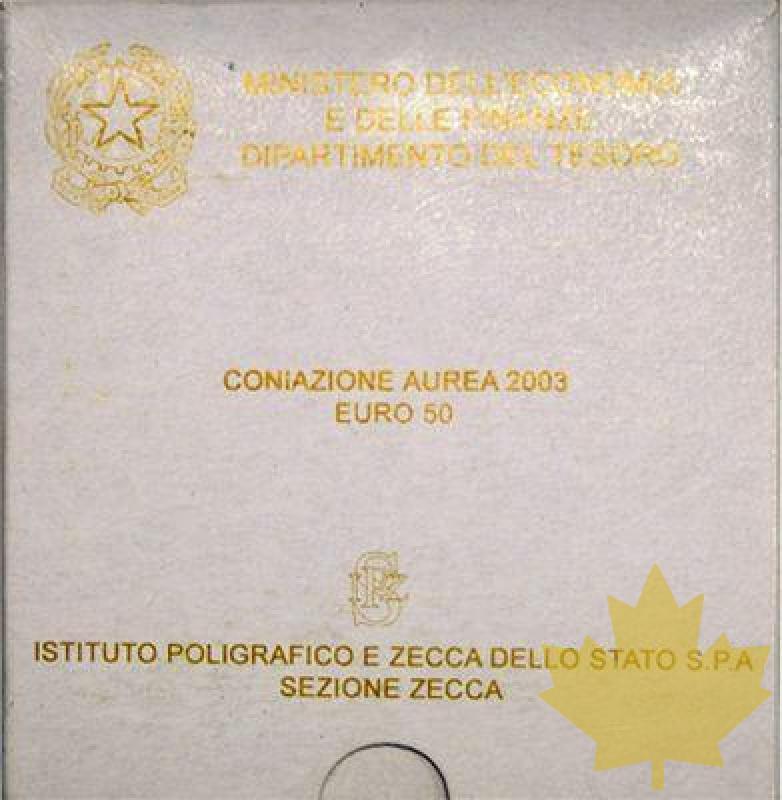 MINISTERO DELL'ECONOMIA
E DELLE FINANZE
DIPARTIMENTO DEL TESORO
CONIAZIONE AUREA 2003
EURO 50
IPZS
ISTITUTO POLIGRAFICO E ZECCA DELLO STATO S.P.A
SEZIONE ZECCA